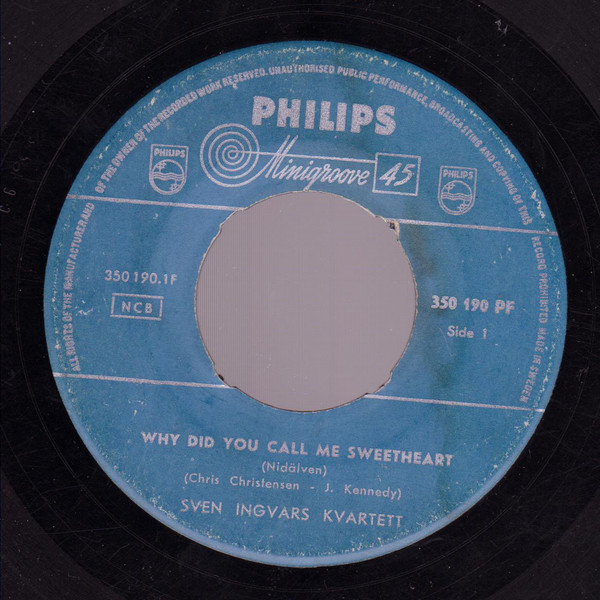 ALL RIGHTS OF THE MANUFACTURER AND OF THE OWNER OF THE RECORDED WORK RESERVED. UNAUTHORISED PUBLIC PERFORMANCE, BROADCASTING AND COPYING OF THIS RECORD PROHIBITED MADE IN SWEDEN
PHILIPS
Minigroove 45
PHILIPS
PHILIPS
350 190.1F
NCB
350 190 PF
Side 1
WHY DID YOU CALL ME SWEETHEART
(Nidälven)
(Chris Christensen - J. Kennedy)
SVEN INGVARS KVARTETT